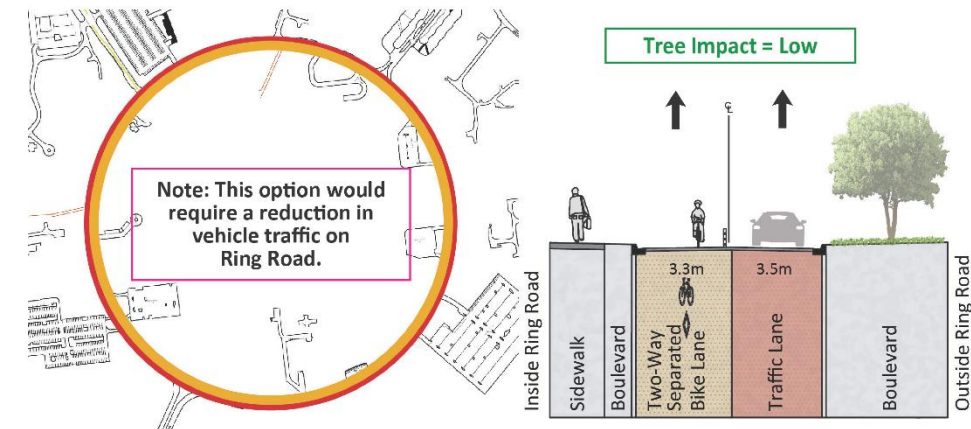 Note: This option would
require a reduction in
vehicle traffic on
Ring Road.
Tree Impact = Low
℄
3.3m
3.5m
Inside Ring Road
Sidewalk
Boulevard
Two-Way
Separated
Bike Lane
Traffic Lane
Boulevard
Outside Ring Road